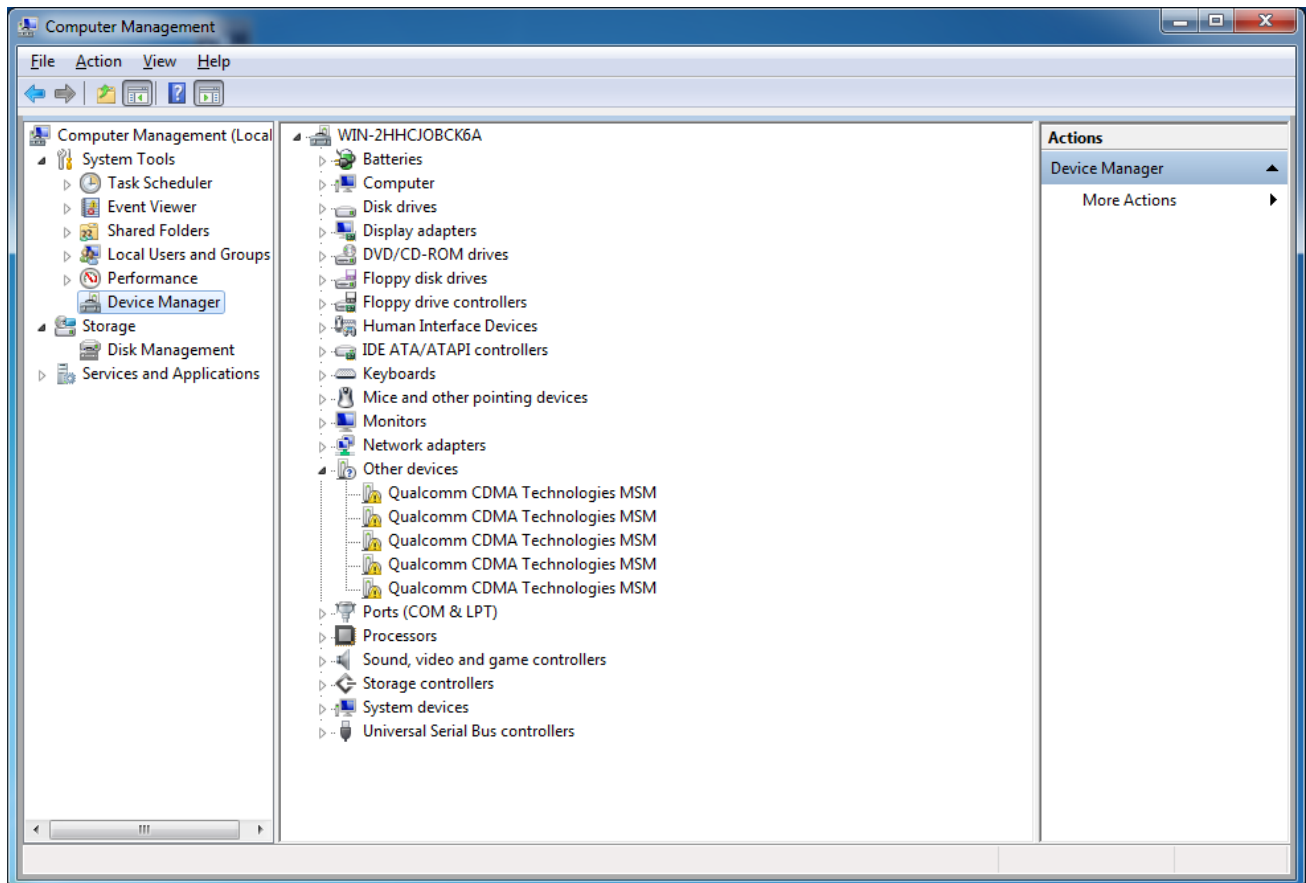 Computer Management
File Action View Help
Computer Management (Local
System Tools
Task Scheduler
Event Viewer
Shared Folders
Local Users and Groups
Performance
Device Manager
Storage
Disk Management
Services and Applications
WIN-2HHCJOBCK6A
Batteries
Computer
Disk drives
Display adapters
DVD/CD-ROM drives
Floppy disk drives
Floppy drive controllers
Human Interface Devices
IDE ATA/ATAPI controllers
Keyboards
Mice and other pointing devices
Monitors
Network adapters
Other devices
Qualcomm CDMA Technologies MSM
Qualcomm CDMA Technologies MSM
Qualcomm CDMA Technologies MSM
Qualcomm CDMA Technologies MSM
Qualcomm CDMA Technologies MSM
Ports (COM & LPT)
Processors
Sound, video and game controllers
Storage controllers
System devices
Universal Serial Bus controllers
Actions
Device Manager
More Actions